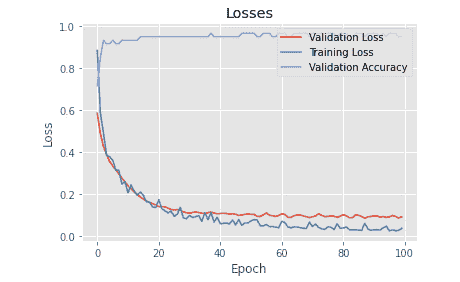 Losses
1.0
0.8
0.6
0.4
0.2
0.0
Loss
Validation Loss
Training Loss
Validation Accuracy
0 20 40 60 80 100
Epoch